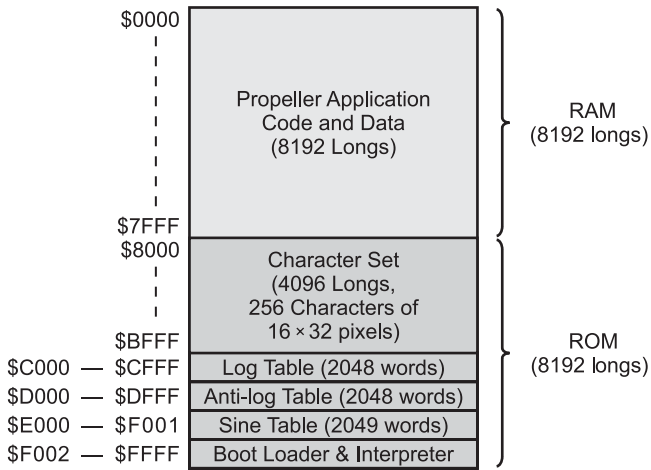 $0000
Propeller Application
Code and Data
(8192 Longs)
RAM
(8192 longs)
$7FFF
$8000
Character Set
(4096 Longs,
256 Characters of
16 × 32 pixels)
$BFFF
ROM
(8192 longs)
$C000 — $CFFF Log Table (2048 words)
$D000 — $DFFF Anti-log Table (2048 words)
$E000 — $F001 Sine Table (2049 words)
$F002 — $FFFF Boot Loader & Interpreter